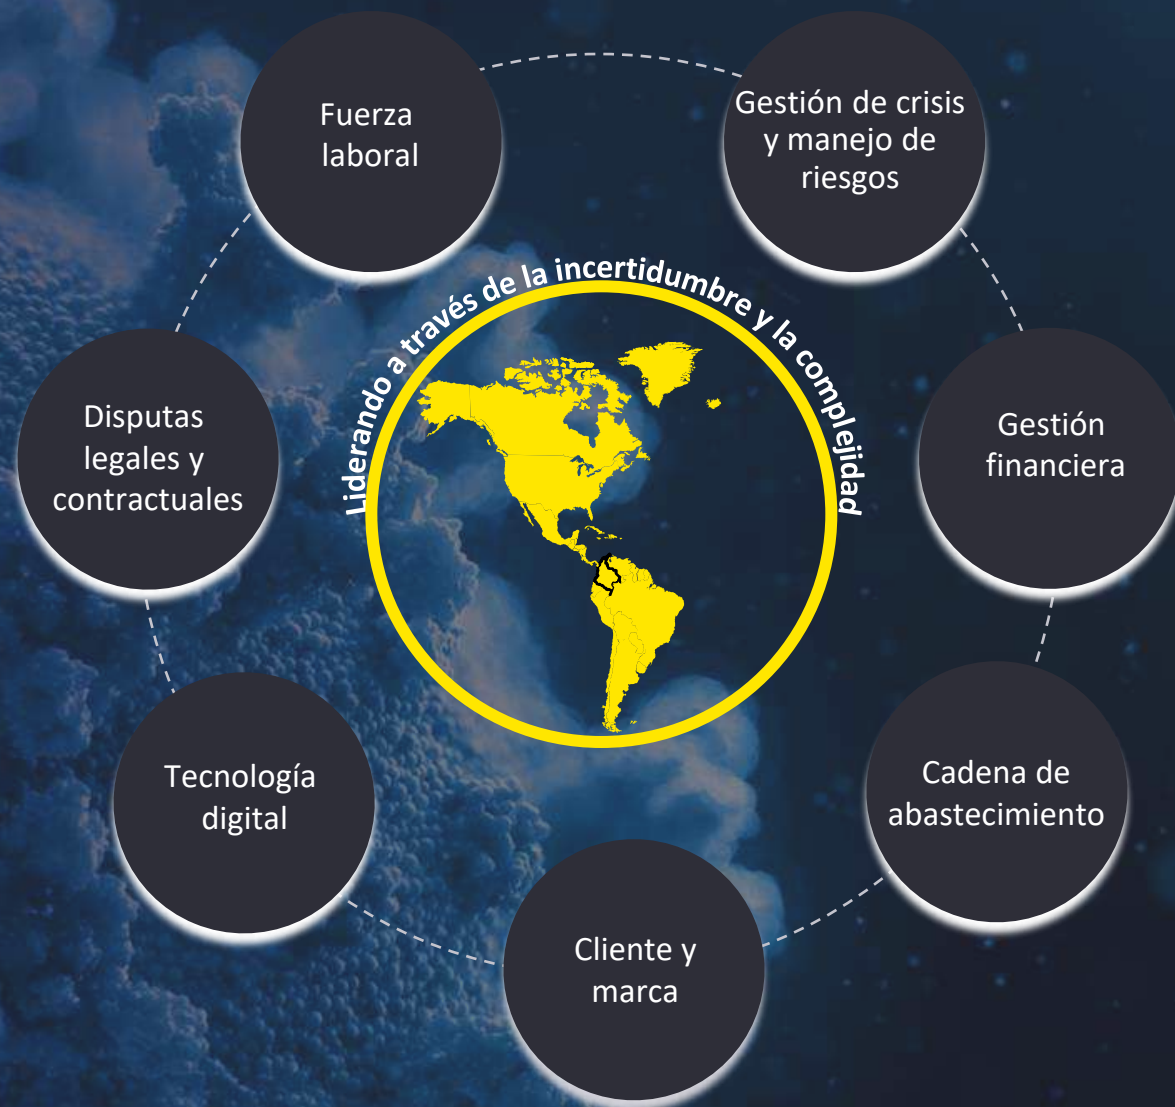 Fuerza
laboral
Gestión de crisis
y manejo de
riesgos
Liderando a través de la incertidumbre y la complejidad
Disputas
legales y
contractuales
Gestión
financiera
Tecnología
digital
Cadena de
abastecimiento
Cliente y
marca